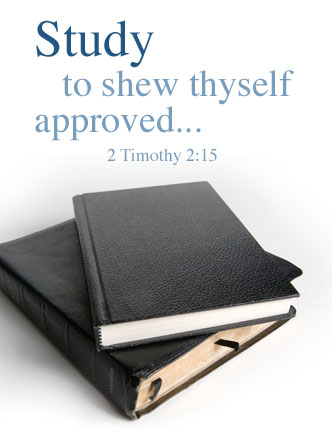 Study
to shew thyself
approved...
2 Timothy 2:15